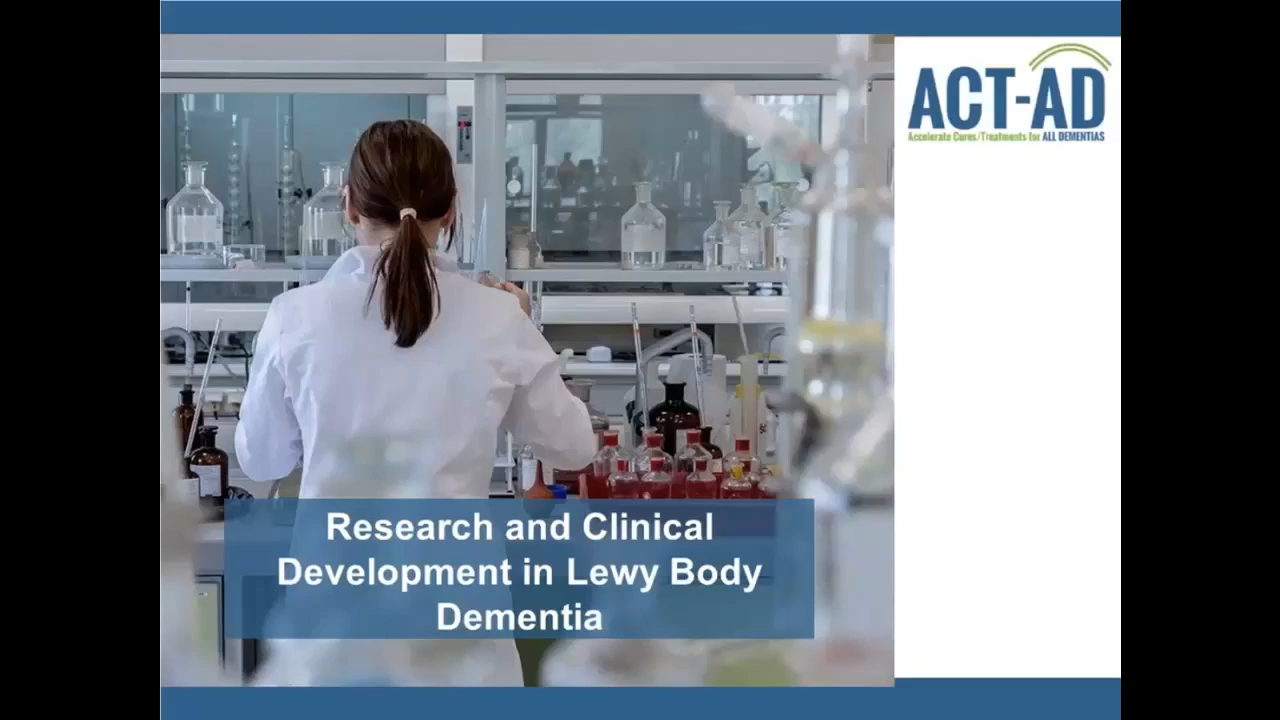 ACT-AD
Accelerate Cures/Treatments for ALL DEMENTIAS
Research and Clinical
Development in Lewy Body
Dementia